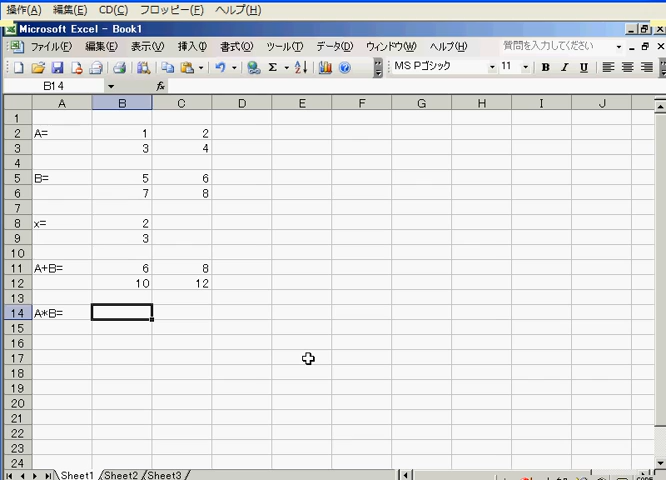 操作(A) 編集(E) CD(C) フロッピー(F) ヘルプ(H)
Microsoft Excel - Book1
ファイル(F) 編集(E) 表示(V) 挿入(I) 書式(O) ツール(T) データ(D) ウィンドウ(W) ヘルプ(H) 質問を入力してください
MS Pゴシック 11 B I U
B14 fx
A B C D E F G H I J
1
2 A= 1 2
3 3 4
4
5 B= 5 6
6 7 8
7
8 x= 2
9 3
10
11 A+B= 6 8
12 10 12
13
14 A*B=
15
16
17
18
19
20
21
22
23
24
Sheet1 Sheet2 Sheet3